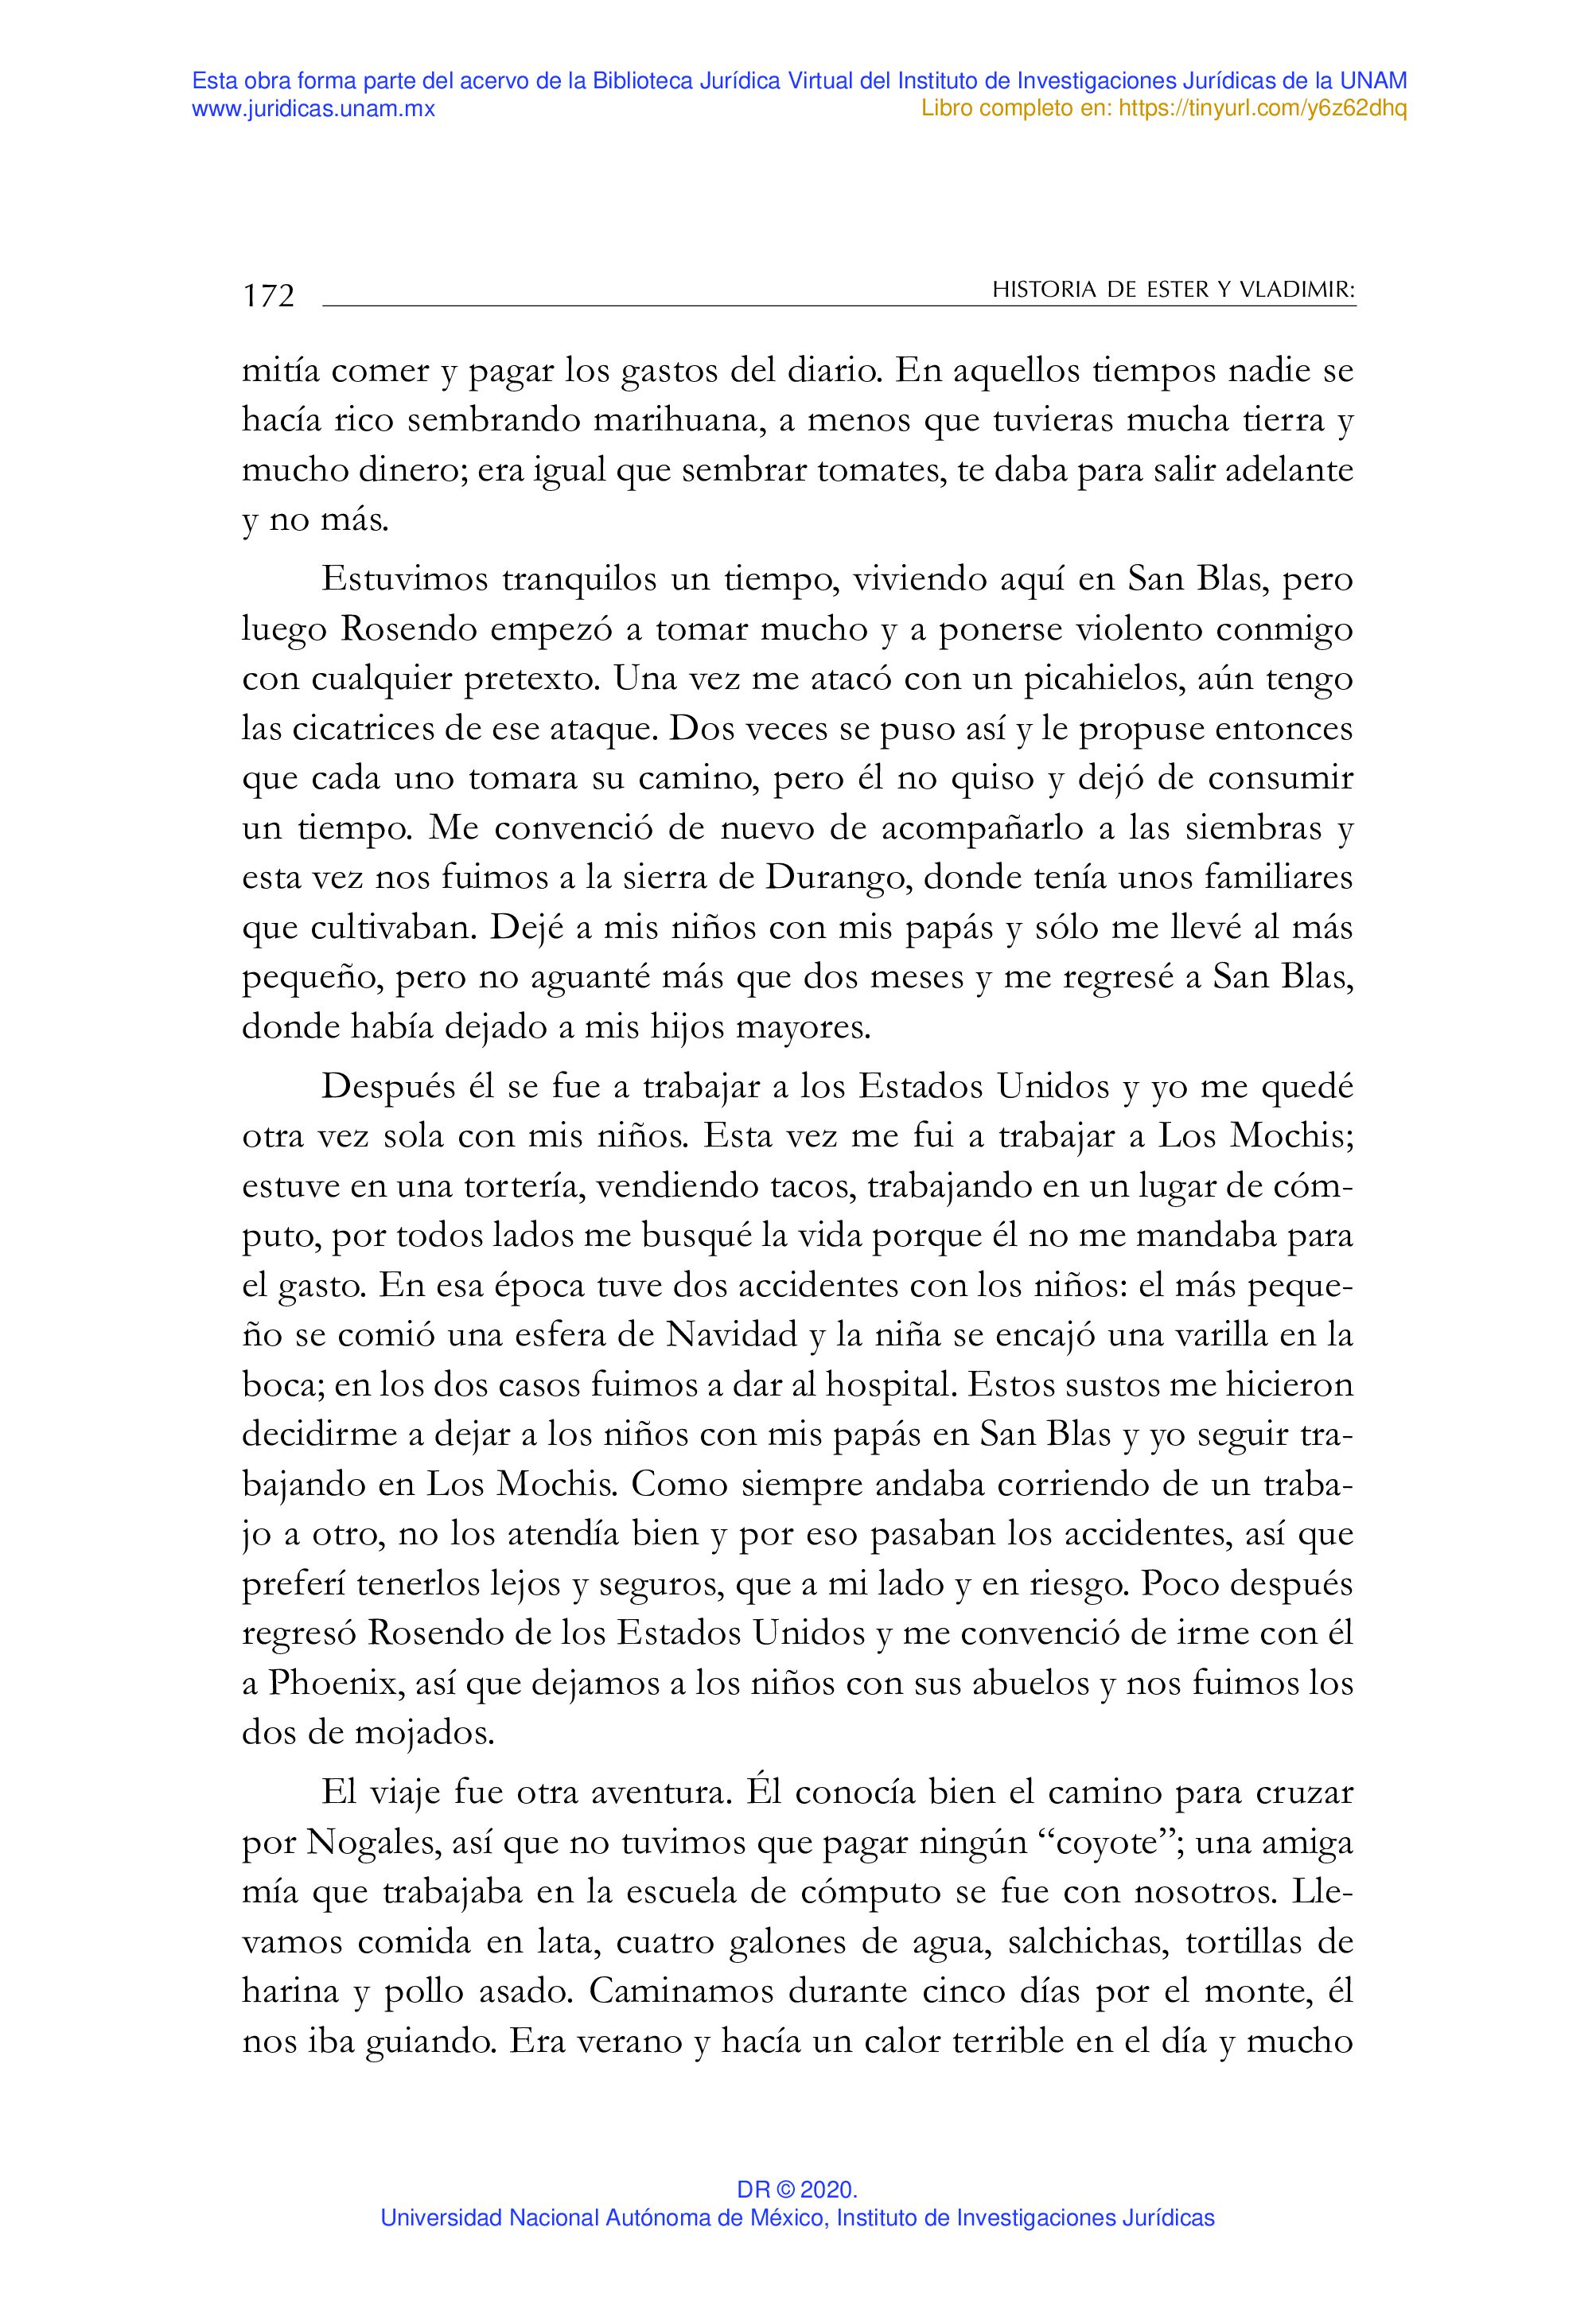 Esta obra forma parte del acervo de la Biblioteca Jurídica Virtual del Instituto de Investigaciones Jurídicas de la UNAM
www.juridicas.unam.mx
Libro completo en: https://tinyurl.com/y6z62dhq
172
HISTORIA DE ESTER Y VLADIMIR:
mitía comer y pagar los gastos del diario. En aquellos tiempos nadie se
hacía rico sembrando marihuana, a menos que tuvieras mucha tierra y
mucho dinero; era igual que sembrar tomates, te daba para salir adelante
y no más.
Estuvimos tranquilos un tiempo, viviendo aquí en San Blas, pero
luego Rosendo empezó a tomar mucho y a ponerse violento conmigo
con cualquier pretexto. Una vez me atacó con un picahielos, aún tengo
las cicatrices de ese ataque. Dos veces se puso así y le propuse entonces
que cada uno tomara su camino, pero él no quiso y dejó de consumir
un tiempo. Me convenció de nuevo de acompañarlo a las siembras y
esta vez nos fuimos a la sierra de Durango, donde tenía unos familiares
que cultivaban. Dejé a mis niños con mis papás y sólo me llevé al más
pequeño, pero no aguanté más que dos meses y me regresé a San Blas,
donde había dejado a mis hijos mayores.
Después él se fue a trabajar a los Estados Unidos y yo me quedé
otra vez sola con mis niños. Esta vez me fui a trabajar a Los Mochis;
estuve en una tortería, vendiendo tacos, trabajando en un lugar de cóm-
puto, por todos lados me busqué la vida porque él no me mandaba para
el gasto. En esa época tuve dos accidentes con los niños: el más peque-
ño se comió una esfera de Navidad y la niña se encajó una varilla en la
boca; en los dos casos fuimos a dar al hospital. Estos sustos me hicieron
decidirme a dejar a los niños con mis papás en San Blas y yo seguir tra-
bajando en Los Mochis. Como siempre andaba corriendo de un traba-
jo a otro, no los atendía bien y por eso pasaban los accidentes, así que
preferí tenerlos lejos y seguros, que a mi lado y en riesgo. Poco después
regresó Rosendo de los Estados Unidos y me convenció de irme con él
a Phoenix, así que dejamos a los niños con sus abuelos y nos fuimos los
dos de mojados.
El viaje fue otra aventura. Él conocía bien el camino para cruzar
por Nogales, así que no tuvimos que pagar ningún “coyote”; una amiga
mía que trabajaba en la escuela de cómputo se fue con nosotros. Lle-
vamos comida en lata, cuatro galones de agua, salchichas, tortillas de
harina y pollo asado. Caminamos durante cinco días por el monte, él
nos iba guiando. Era verano y hacía un calor terrible en el día y mucho
DR © 2020.
Universidad Nacional Autónoma de México, Instituto de Investigaciones Jurídicas